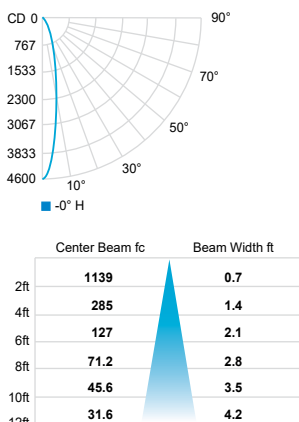 CD 0
90°
767
1533
70°
2300
3067
50°
3833
30°
4600
10°
-0° H
Center Beam fc Beam Width ft
1139 0.7
2ft
285 1.4
4ft
127 2.1
6ft
71.2 2.8
8ft
45.6 3.5
10ft
31.6 4.2
12ft